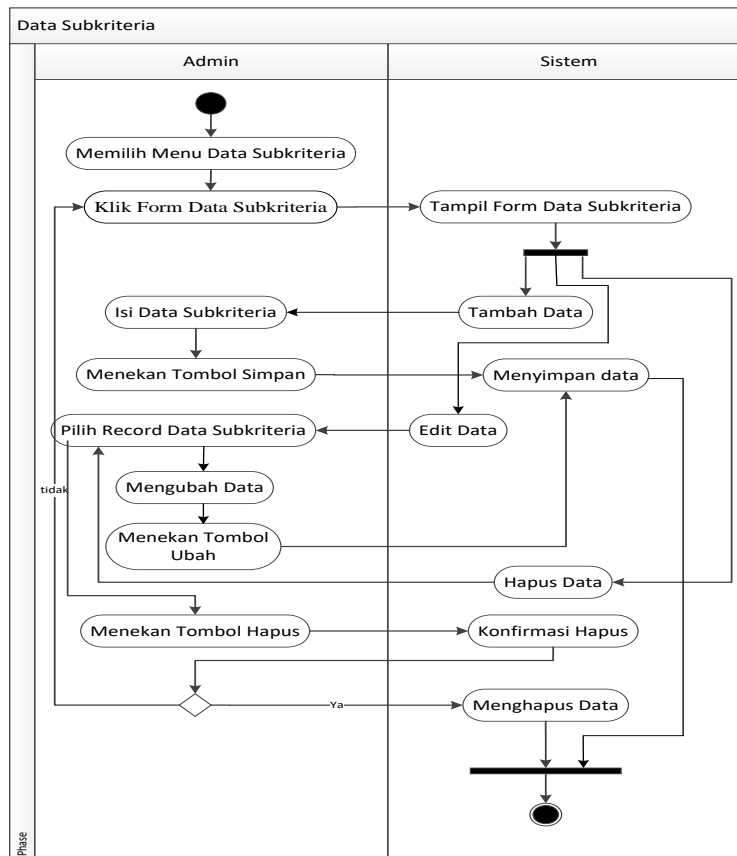 Data Subkriteria
Admin
Sistem
Memilih Menu Data Subkriteria
Klik Form Data Subkriteria
Tampil Form Data Subkriteria
Isi Data Subkriteria
Tambah Data
Menekan Tombol Simpan
Menyimpan data
Pilih Record Data Subkriteria
Edit Data
Mengubah Data
tidak
Menekan Tombol
Ubah
Hapus Data
Menekan Tombol Hapus
Konfirmasi Hapus
Ya
Menghapus Data
Phase